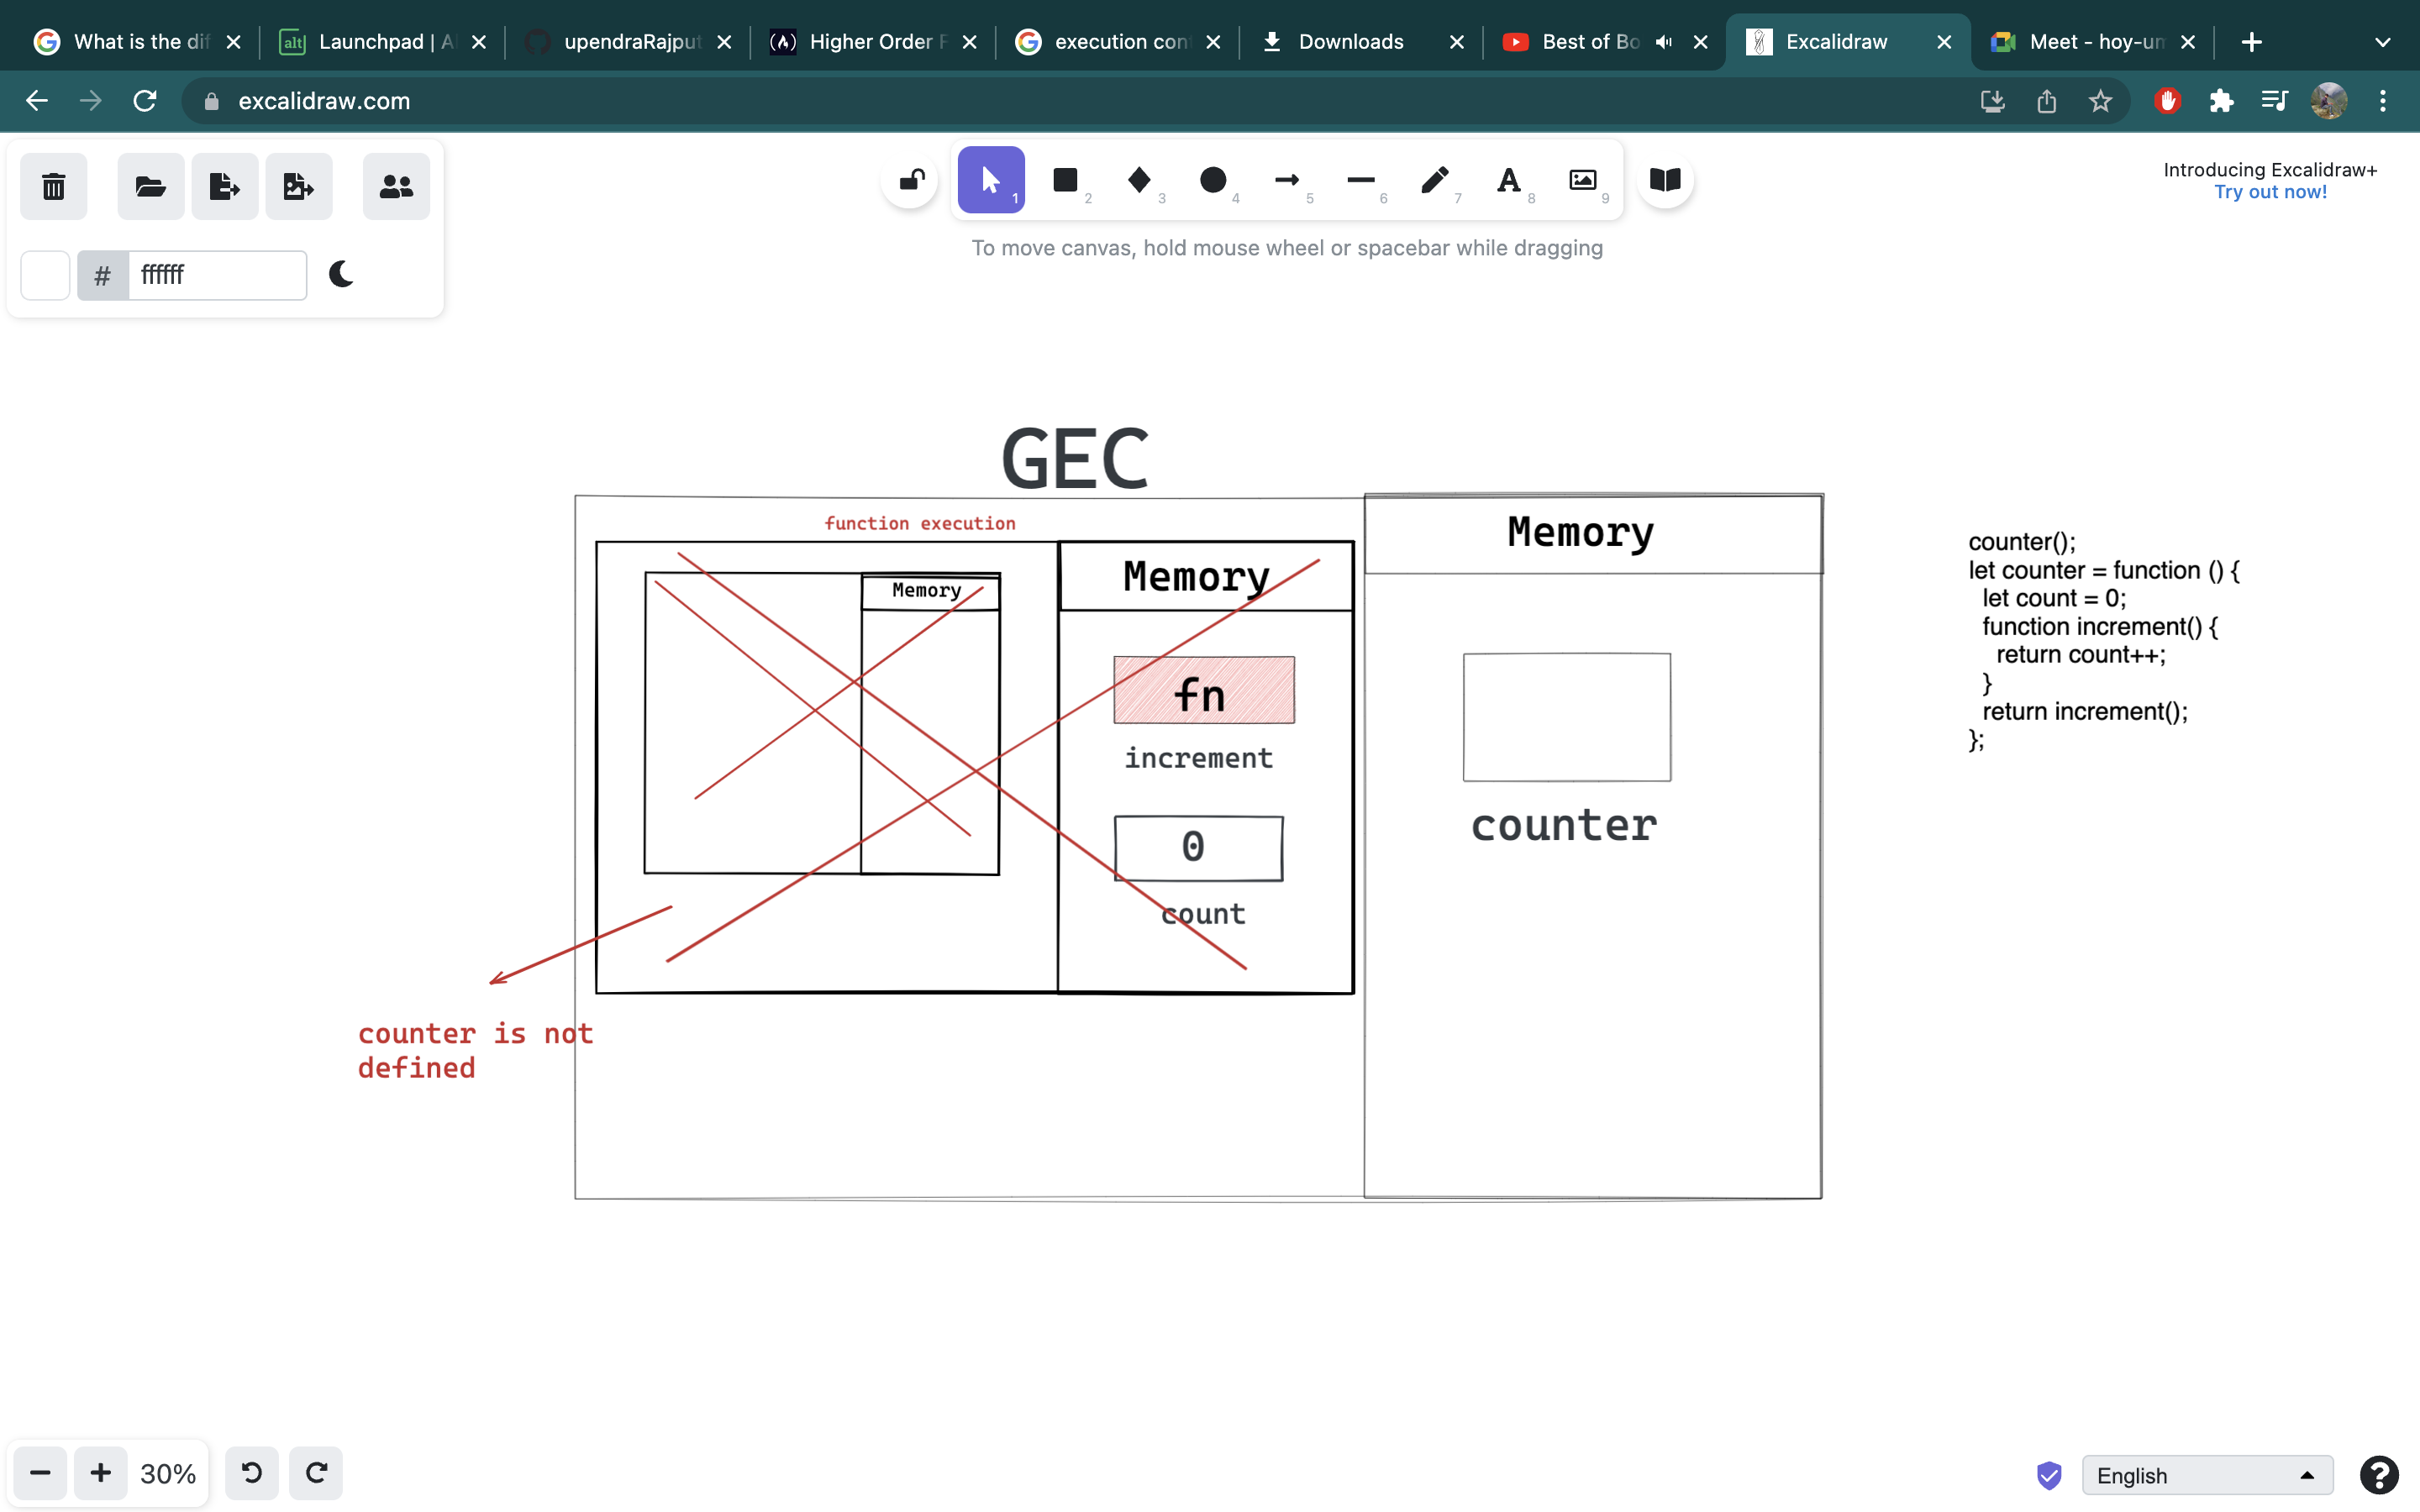 What is the dif
alt Launchpad | A
upendraRajput
Higher Order F
execution con
Downloads
Best of Bo
Excalidraw
Meet - hoy-um
excalidraw.com
1 2 3 4 5 6 7 A 8 9
Introducing Excalidraw+
Try out now!
To move canvas, hold mouse wheel or spacebar while dragging
# ffffff
GEC
function execution
Memory
Memory
Memory
fn
increment
0
count
counter
counter is not
defined
counter();
let counter = function () {
let count = 0;
function increment() {
return count++;
}
return increment();
};
30%
English
?